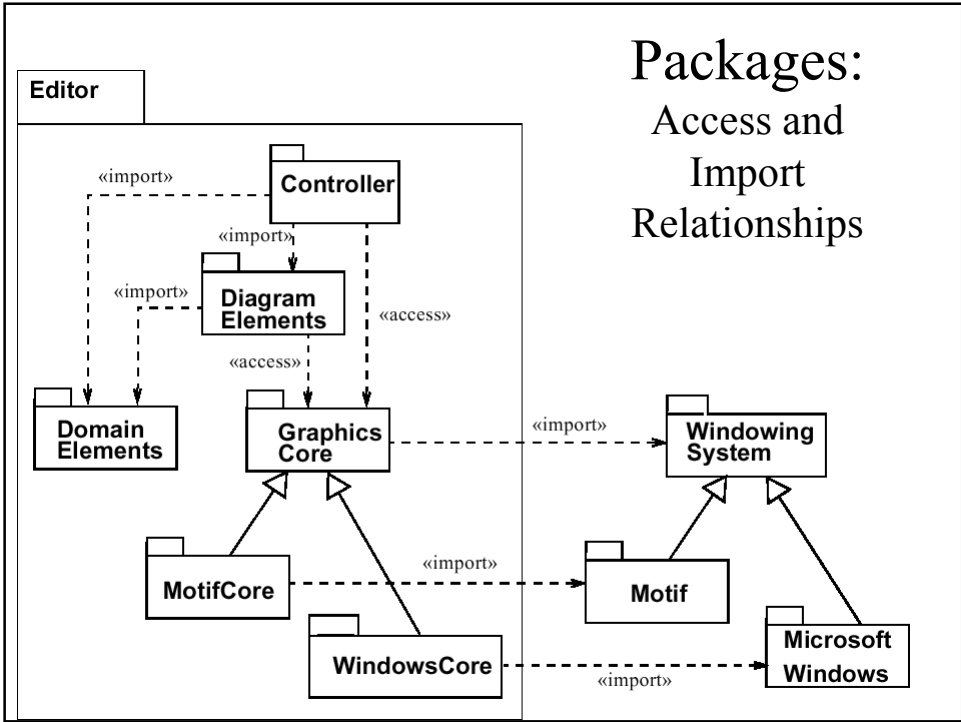 Packages:
Access and
Import
Relationships
Editor
«import»
Controller
«import»
«import»
Diagram
Elements
«access»
«access»
Domain
Elements
Graphics
Core
«import»
Windowing
System
MotifCore
«import»
Motif
WindowsCore
«import»
Microsoft
Windows